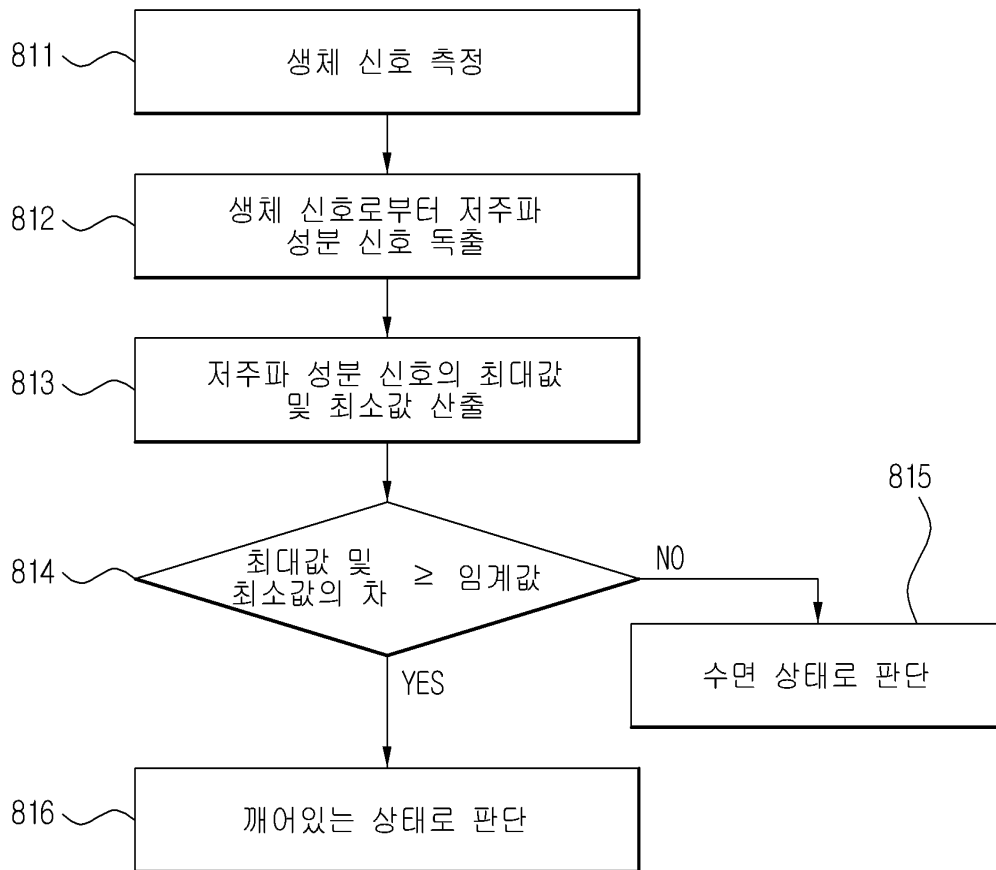 811
생체 신호 측정
812
생체 신호로부터 저주파
성분 신호 독출
813
저주파 성분 신호의 최대값
및 최소값 산출
814
최대값 및
최소값의 차 ≥ 임계값
NO
815
수면 상태로 판단
YES
816
깨어있는 상태로 판단